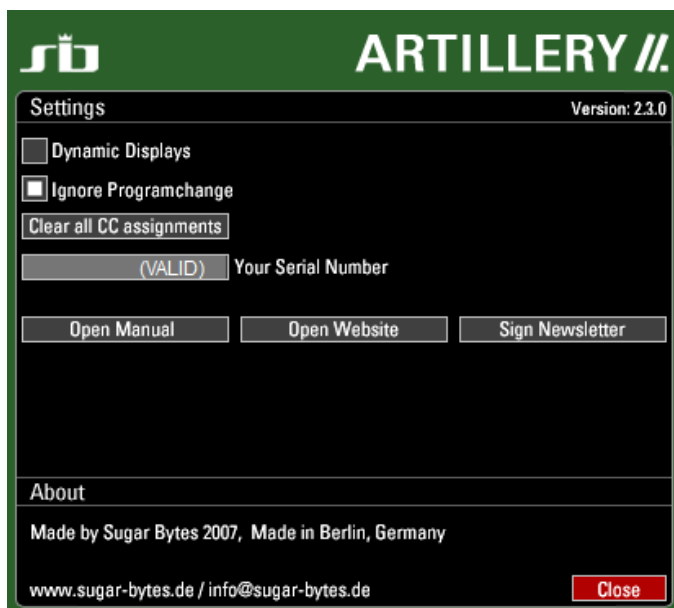 ARTILLERY //.
Settings
Version: 2.3.0
Dynamic Displays
Ignore Programchange
Clear all CC assignments
(VALID) Your Serial Number
Open Manual Open Website Sign Newsletter
About
Made by Sugar Bytes 2007, Made in Berlin, Germany
www.sugar-bytes.de / info@sugar-bytes.de
Close